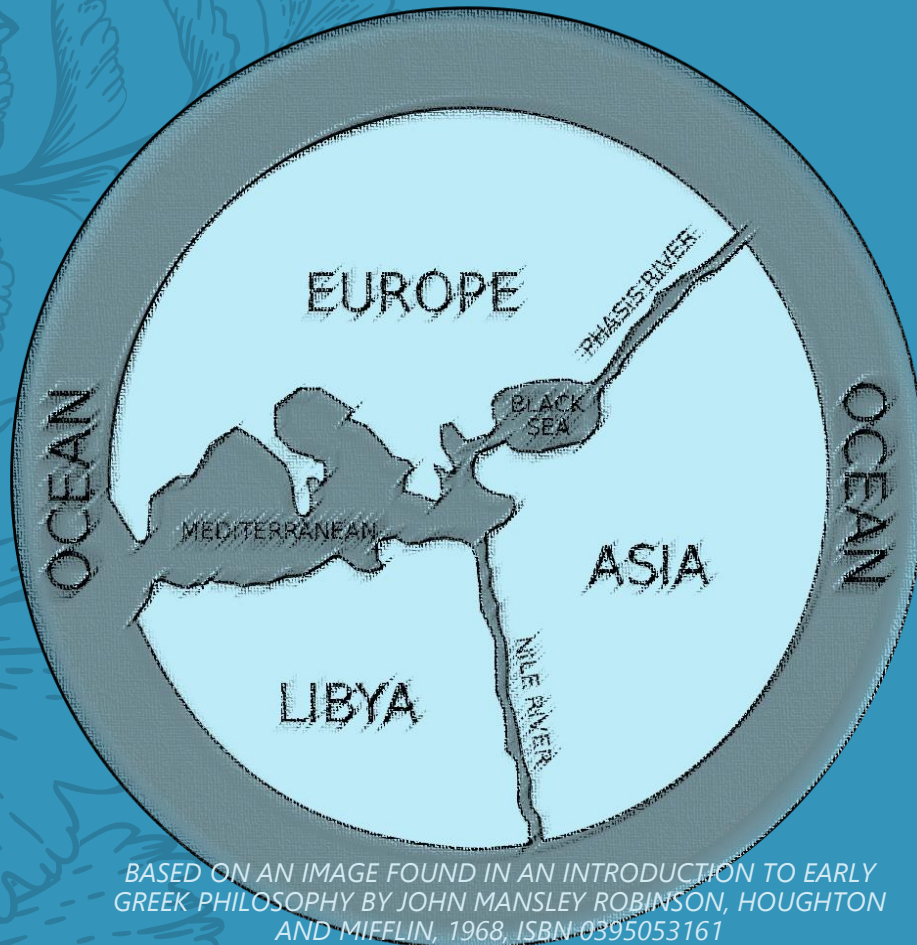 EUROPE
PHASIS RIVER
BLACK
SEA
OCEAN
OCEAN
MEDITERRANEAN
ASIA
LIBYA
NILE RIVER
BASED ON AN IMAGE FOUND IN AN INTRODUCTION TO EARLY
GREEK PHILOSOPHY BY JOHN MANSLEY ROBINSON, HOUGHTON
AND MIFFLIN, 1968, ISBN 0395053161